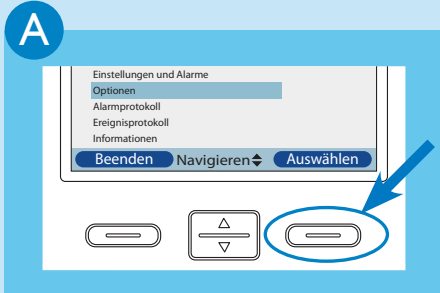 A
Einstellungen und Alarme
Optionen
Alarmprotokoll
Ereignisprotokoll
Informationen
Beenden Navigieren Auswählen